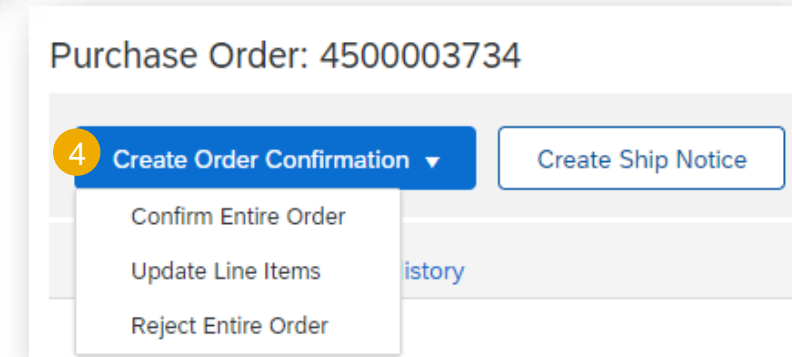 Purchase Order: 4500003734
4 Create Order Confirmation ▼ Create Ship Notice
Confirm Entire Order
Update Line Items istory
Reject Entire Order